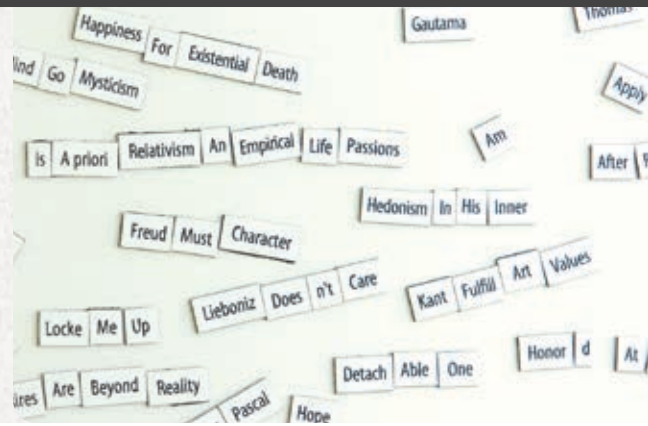 Happiness For Existential Death
Gautama
Thomas
Go Mysticism
Apply
Is A priori Relativism An Empirical Life Passions
Am
After
Hedonism In His Inner
Freud Must Character
Lieboniz Does n't Care
Kant Fulfill Art Values
Locke Me Up
Honor d
At
Detach Able One
Are Beyond Reality
Pascal
Hope